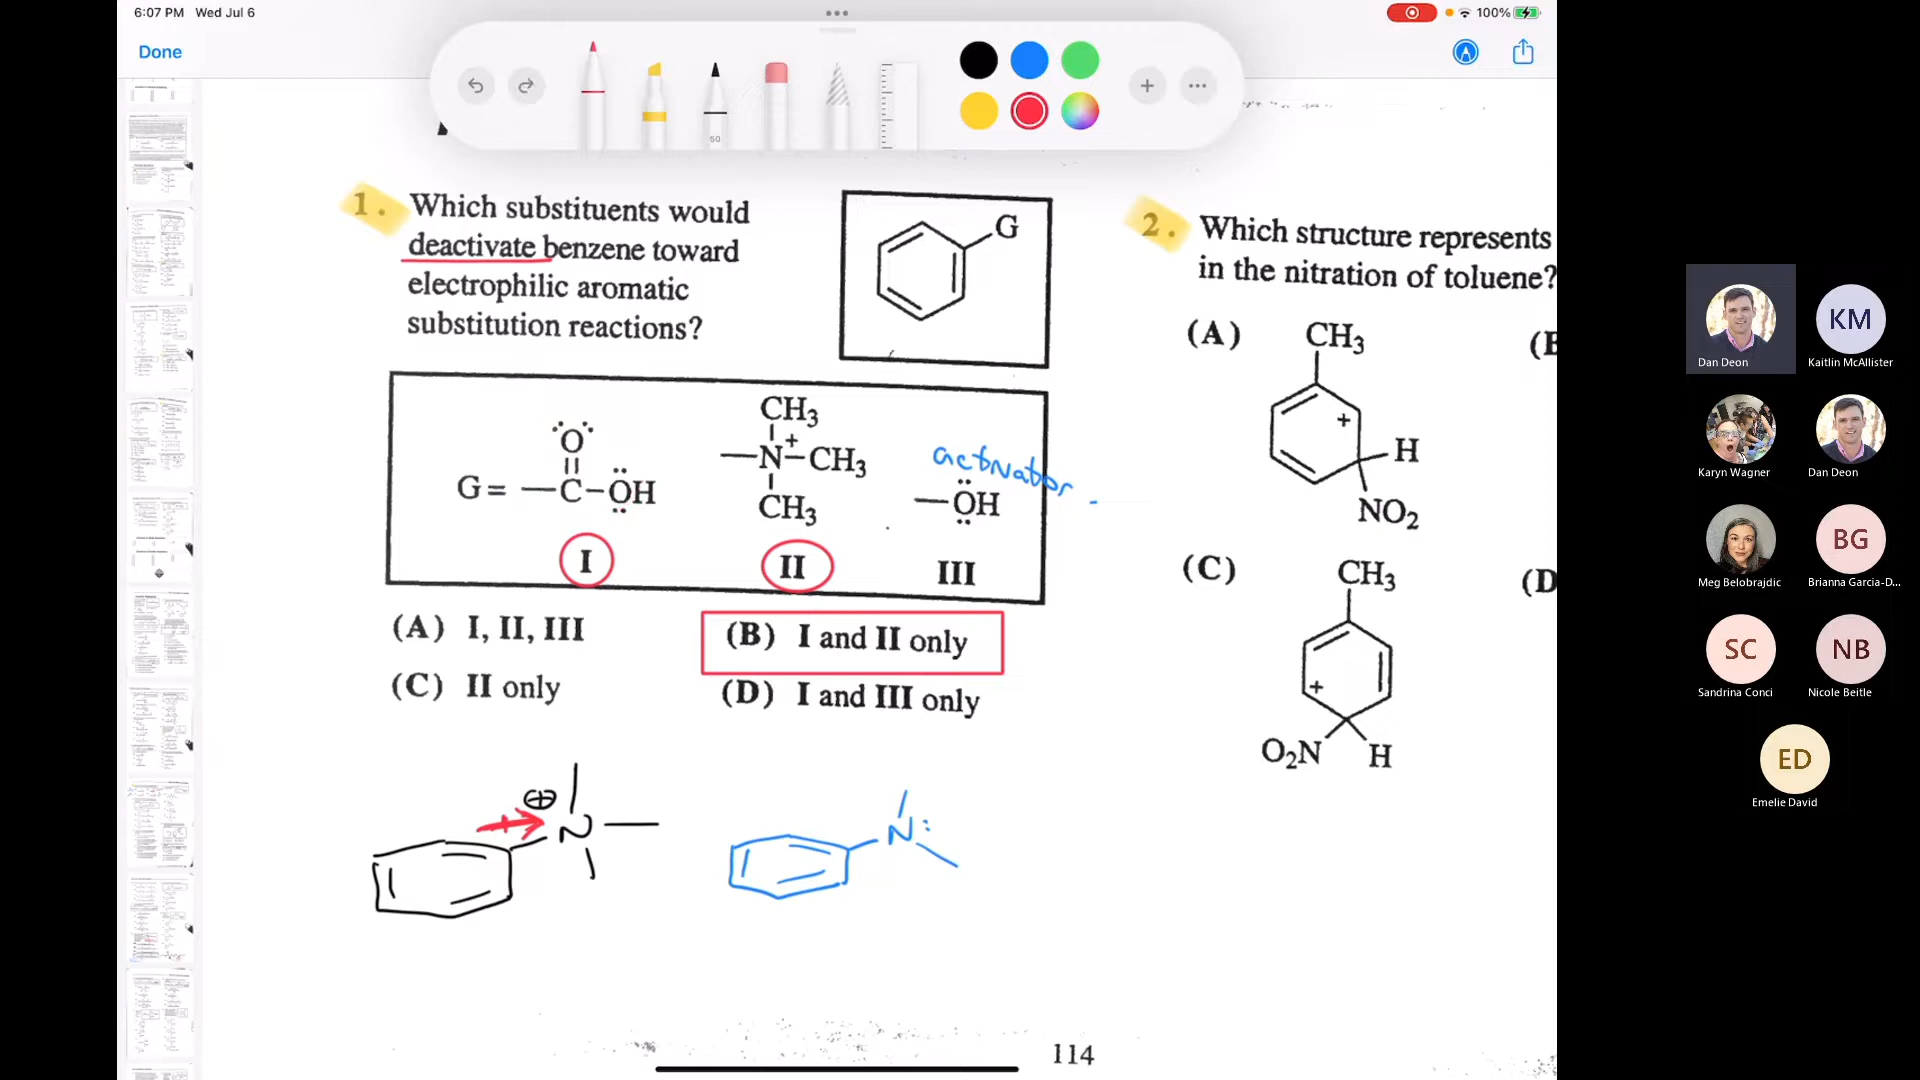 6:07 PM Wed Jul 6
100%
Done
50
1. Which substituents would
deactivate benzene toward
electrophilic aromatic
substitution reactions?
G
G = —C–OH
O
CH3
—N+–CH3
CH3
activator
—OH
I
II
III
(A) I, II, III
(B) I and II only
(C) II only
(D) I and III only
+
N
N:
2. Which structure represents
in the nitration of toluene?
(A)
CH3
+
H
NO2
(C)
CH3
+
O2N
H
(D
114
Dan Deon
KM
Kaitlin McAllister
Karyn Wagner
Dan Deon
Meg Belobrajdic
BG
Brianna Garcia-D...
SC
Sandrina Conci
NB
Nicole Beitle
ED
Emelie David